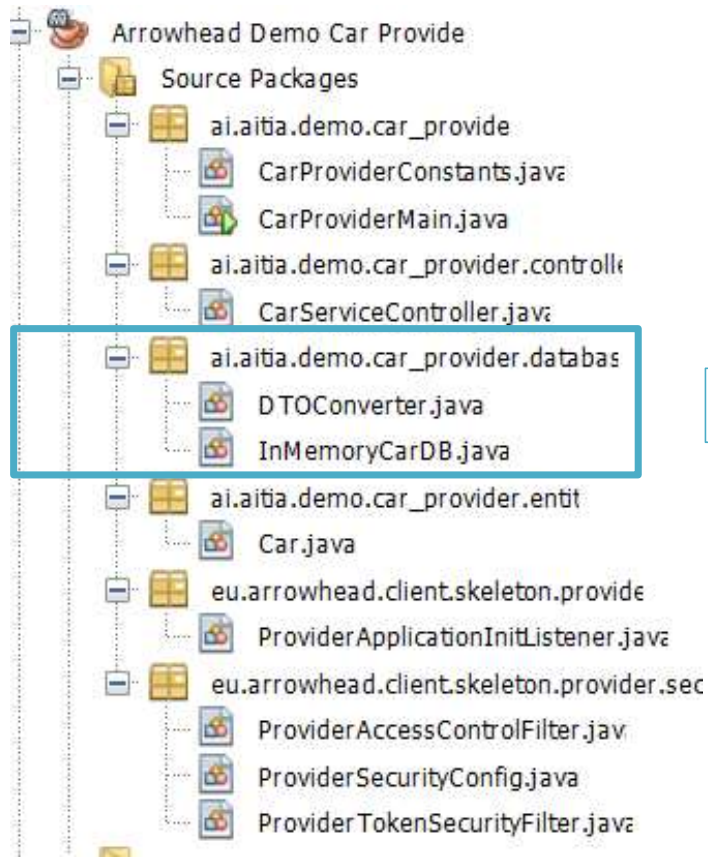 Arrowhead Demo Car Provide
Source Packages
ai.aitia.demo.car_provide
CarProviderConstants.java
CarProviderMain.java
ai.aitia.demo.car_provider.controlle
CarServiceController.java
ai.aitia.demo.car_provider.databas
DTOConverter.java
InMemoryCarDB.java
ai.aitia.demo.car_provider.entit
Car.java
eu.arrowhead.client.skeleton.provide
ProviderApplicationInitListener.java
eu.arrowhead.client.skeleton.provider.sec
ProviderAccessControlFilter.jav
ProviderSecurityConfig.java
ProviderTokenSecurityFilter.java